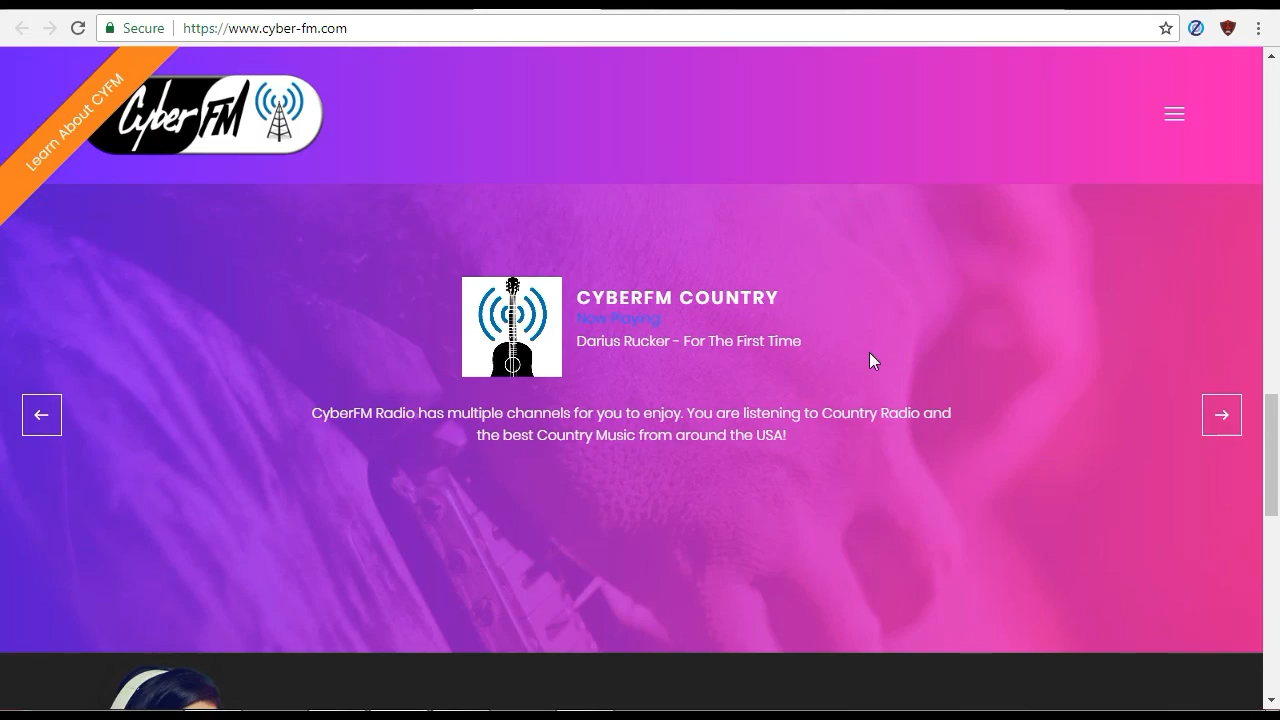 Secure
https://www.cyber-fm.com
Learn About CYFM
Cyber FM
CYBERFM COUNTRY
Now Playing
Darius Rucker - For The First Time
CyberFM Radio has multiple channels for you to enjoy. You are listening to Country Radio and
the best Country Music from around the USA!